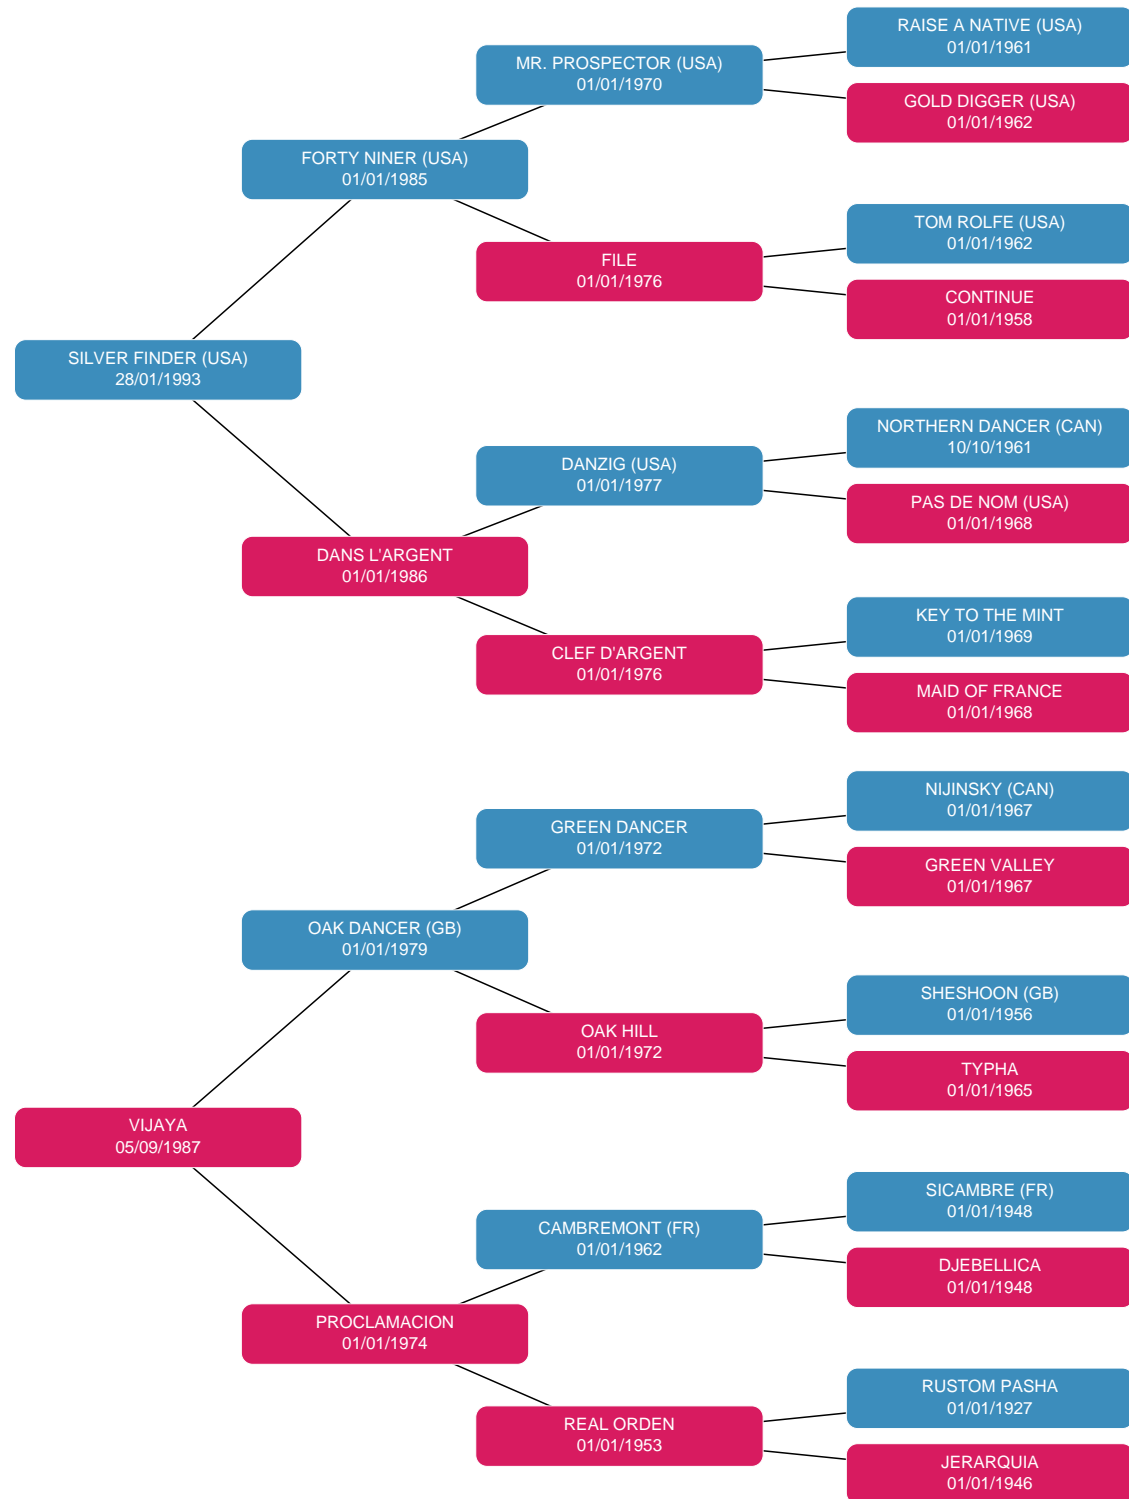 RAISE A NATIVE (USA)
01/01/1961
MR. PROSPECTOR (USA)
01/01/1970
GOLD DIGGER (USA)
01/01/1962
FORTY NINER (USA)
01/01/1985
TOM ROLFE (USA)
01/01/1962
FILE
01/01/1976
CONTINUE
01/01/1958
SILVER FINDER (USA)
28/01/1993
NORTHERN DANCER (CAN)
10/10/1961
DANZIG (USA)
01/01/1977
PAS DE NOM (USA)
01/01/1968
DANS L'ARGENT
01/01/1986
KEY TO THE MINT
01/01/1969
CLEF D'ARGENT
01/01/1976
MAID OF FRANCE
01/01/1968
NIJINSKY (CAN)
01/01/1967
GREEN DANCER
01/01/1972
GREEN VALLEY
01/01/1967
OAK DANCER (GB)
01/01/1979
SHESHOON (GB)
01/01/1956
OAK HILL
01/01/1972
TYPHA
01/01/1965
VIJAYA
05/09/1987
SICAMBRE (FR)
01/01/1948
CAMBREMONT (FR)
01/01/1962
DJEBELLICA
01/01/1948
PROCLAMACION
01/01/1974
RUSTOM PASHA
01/01/1927
REAL ORDEN
01/01/1953
JERARQUIA
01/01/1946